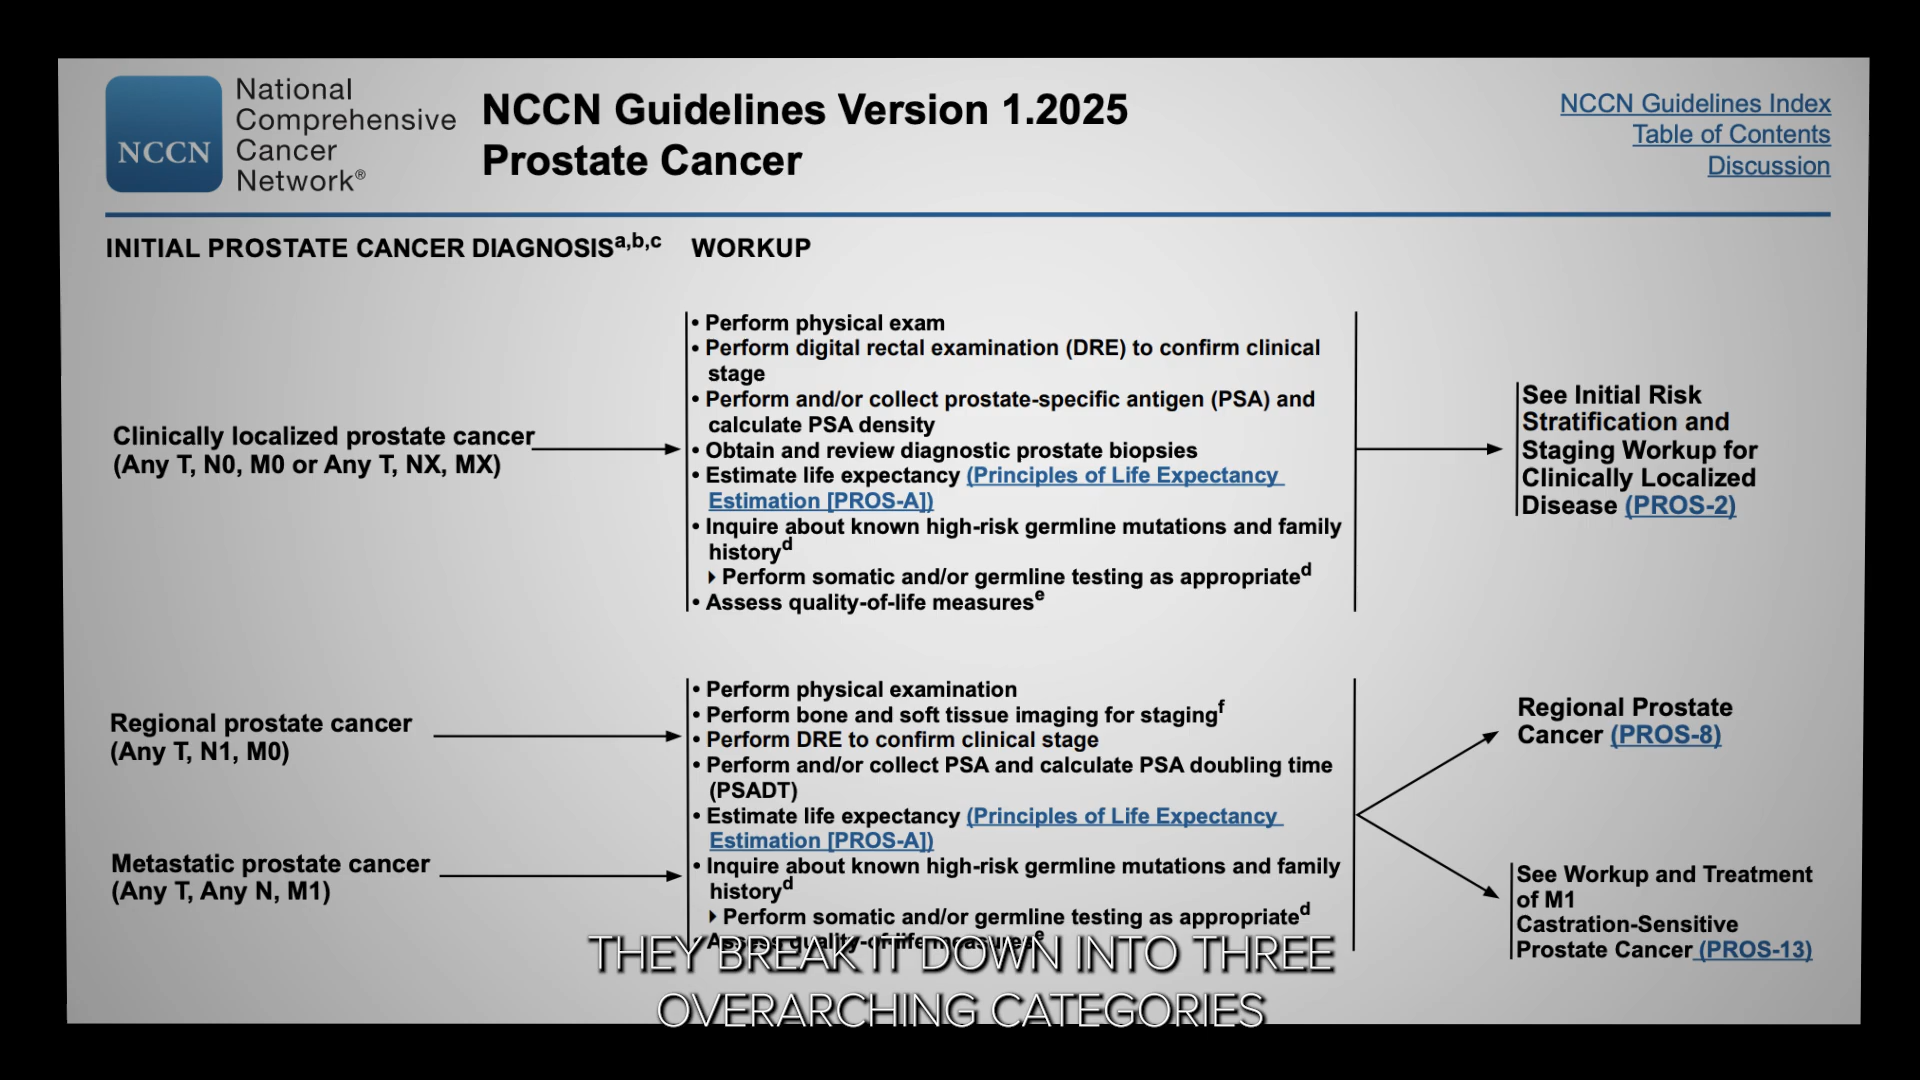 NCCN
National
Comprehensive
Cancer
Network®
NCCN Guidelines Version 1.2025
Prostate Cancer
NCCN Guidelines Index
Table of Contents
Discussion
INITIAL PROSTATE CANCER DIAGNOSISa,b,c
WORKUP
Clinically localized prostate cancer
(Any T, N0, M0 or Any T, NX, MX)
• Perform physical exam
• Perform digital rectal examination (DRE) to confirm clinical
stage
• Perform and/or collect prostate-specific antigen (PSA) and
calculate PSA density
• Obtain and review diagnostic prostate biopsies
• Estimate life expectancy (Principles of Life Expectancy
Estimation [PROS-A])
• Inquire about known high-risk germline mutations and family
historyd
‣ Perform somatic and/or germline testing as appropriated
• Assess quality-of-life measurese
See Initial Risk
Stratification and
Staging Workup for
Clinically Localized
Disease (PROS-2)
Regional prostate cancer
(Any T, N1, M0)
Metastatic prostate cancer
(Any T, Any N, M1)
• Perform physical examination
• Perform bone and soft tissue imaging for stagingf
• Perform DRE to confirm clinical stage
• Perform and/or collect PSA and calculate PSA doubling time
(PSADT)
• Estimate life expectancy (Principles of Life Expectancy
Estimation [PROS-A])
• Inquire about known high-risk germline mutations and family
historyd
‣ Perform somatic and/or germline testing as appropriated
• Assess quality-of-life measurese
Regional Prostate
Cancer (PROS-8)
See Workup and Treatment
of M1
Castration-Sensitive
Prostate Cancer (PROS-13)
THEY BREAK IT DOWN INTO THREE
OVERARCHING CATEGORIES